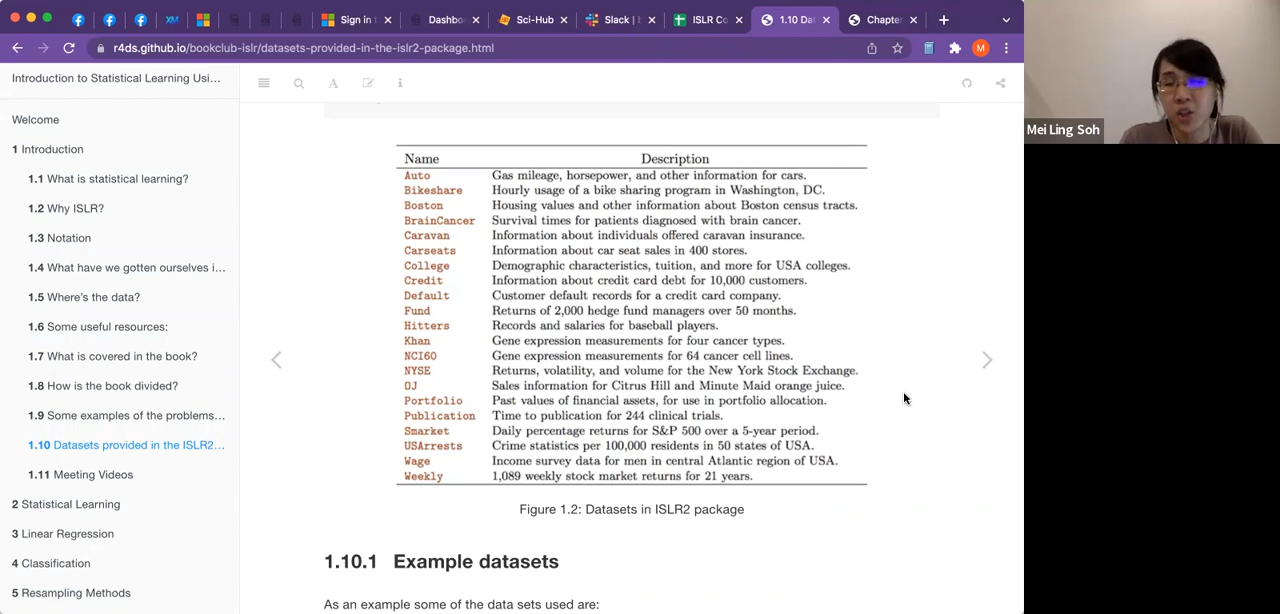 Sign in
Dashbo
Sci-Hub
Slack | b
ISLR Co
1.10 Dat
Chapter
r4ds.github.io/bookclub-islr/datasets-provided-in-the-islr2-package.html
M
Introduction to Statistical Learning Usi...
Welcome
1 Introduction
1.1 What is statistical learning?
1.2 Why ISLR?
1.3 Notation
1.4 What have we gotten ourselves i...
1.5 Where's the data?
1.6 Some useful resources:
1.7 What is covered in the book?
1.8 How is the book divided?
1.9 Some examples of the problems...
1.10 Datasets provided in the ISLR2...
1.11 Meeting Videos
2 Statistical Learning
3 Linear Regression
4 Classification
5 Resampling Methods
Name Description
Auto Gas mileage, horsepower, and other information for cars.
Bikeshare Hourly usage of a bike sharing program in Washington, DC.
Boston Housing values and other information about Boston census tracts.
BrainCancer Survival times for patients diagnosed with brain cancer.
Caravan Information about individuals offered caravan insurance.
Carseats Information about car seat sales in 400 stores.
College Demographic characteristics, tuition, and more for USA colleges.
Credit Information about credit card debt for 10,000 customers.
Default Customer default records for a credit card company.
Fund Returns of 2,000 hedge fund managers over 50 months.
Hitters Records and salaries for baseball players.
Khan Gene expression measurements for four cancer types.
NCI60 Gene expression measurements for 64 cancer cell lines.
NYSE Returns, volatility, and volume for the New York Stock Exchange.
OJ Sales information for Citrus Hill and Minute Maid orange juice.
Portfolio Past values of financial assets, for use in portfolio allocation.
Publication Time to publication for 244 clinical trials.
Smarket Daily percentage returns for S&P 500 over a 5-year period.
USArrests Crime statistics per 100,000 residents in 50 states of USA.
Wage Income survey data for men in central Atlantic region of USA.
Weekly 1,089 weekly stock market returns for 21 years.
Figure 1.2: Datasets in ISLR2 package
1.10.1 Example datasets
As an example some of the data sets used are:
Mei Ling Soh